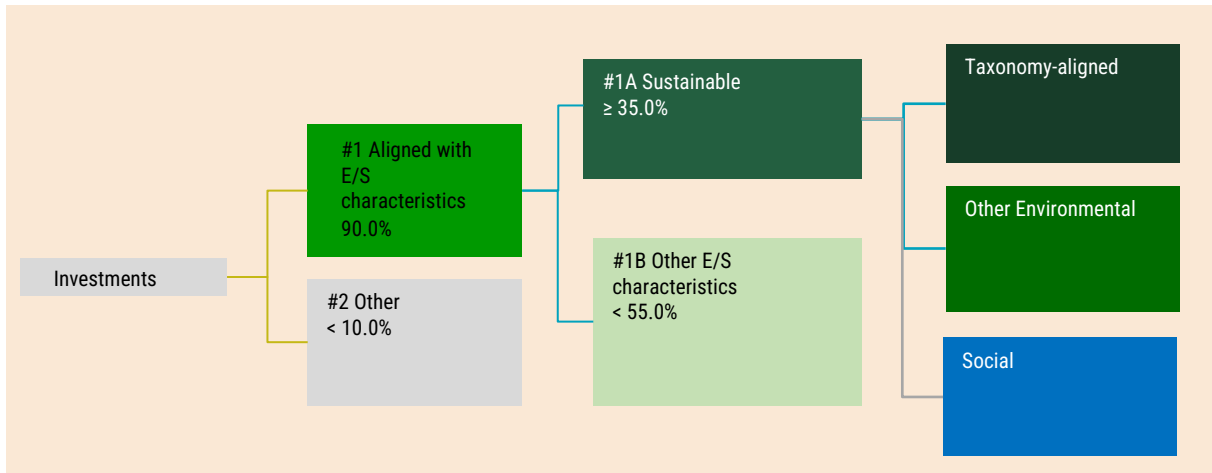 Investments
#1 Aligned with
E/S
characteristics
90.0%
#2 Other
< 10.0%
#1A Sustainable
≥ 35.0%
#1B Other E/S
characteristics
< 55.0%
Taxonomy-aligned
Other Environmental
Social